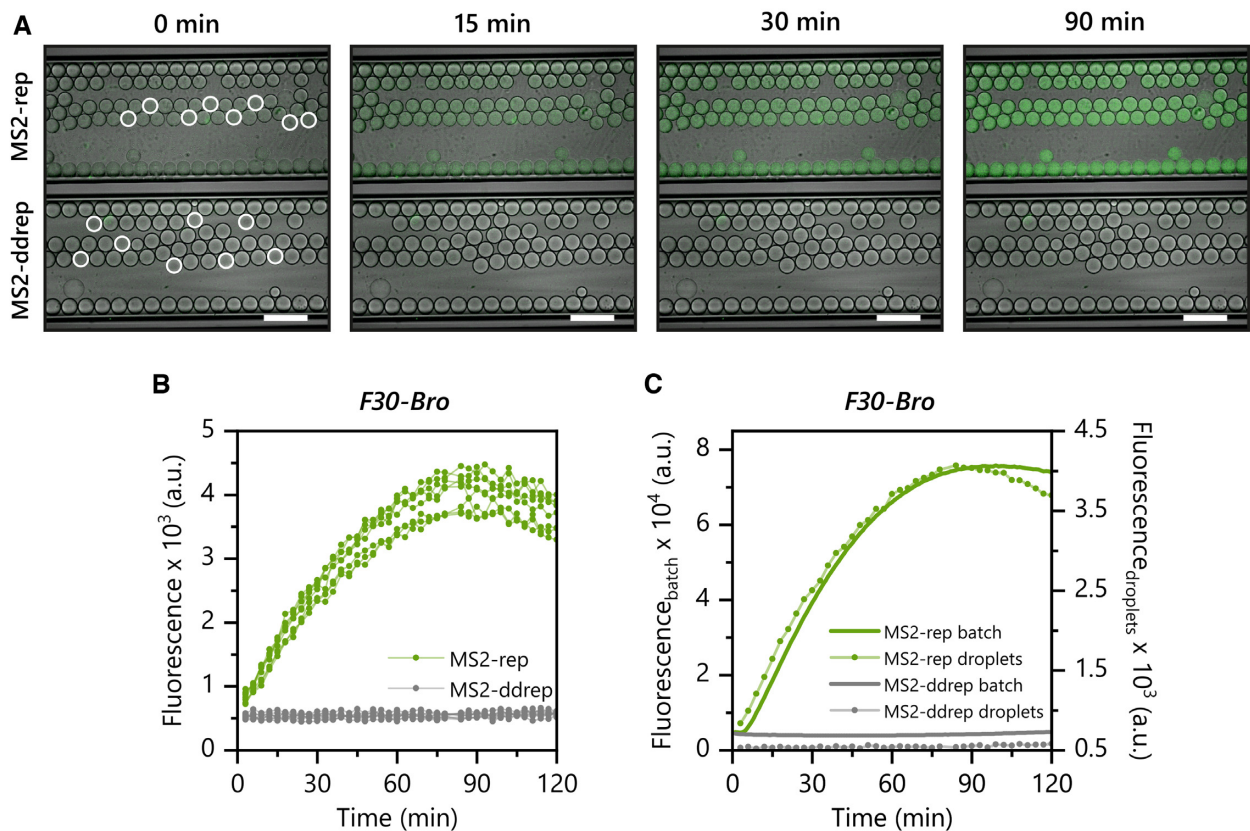 A
0 min
15 min
30 min
90 min
MS2-rep
MS2-ddrep
B
F30-Bro
Fluorescence x 10³ (a.u.)
5
4
3
2
1
0
MS2-rep
MS2-ddrep
0
30
60
90
120
Time (min)
C
F30-Bro
Fluorescence_batch x 10⁴ (a.u.)
8
6
4
2
0
MS2-rep batch
MS2-rep droplets
MS2-ddrep batch
MS2-ddrep droplets
4.5
3.5
2.5
1.5
0.5
Fluorescence_droplets x 10³ (a.u.)
0
30
60
90
120
Time (min)